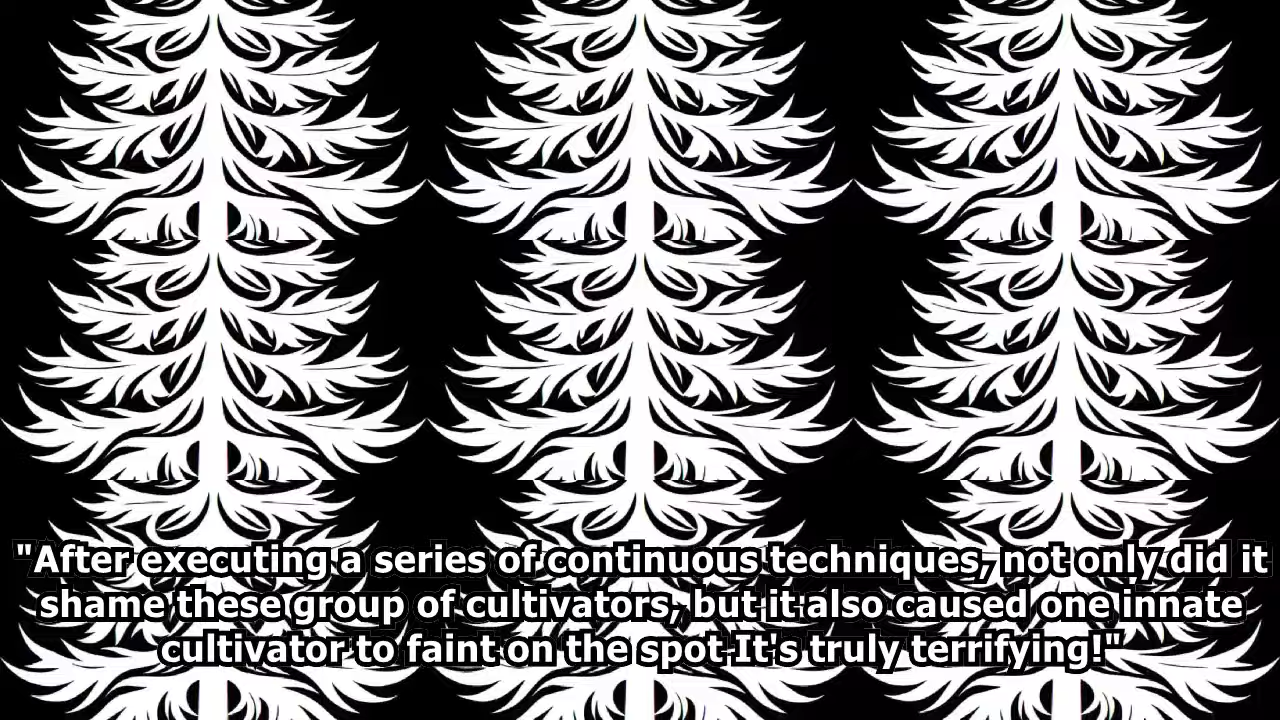 "After executing a series of continuous techniques, not only did it
shame these group of cultivators, but it also caused one innate
cultivator to faint on the spot It's truly terrifying!"